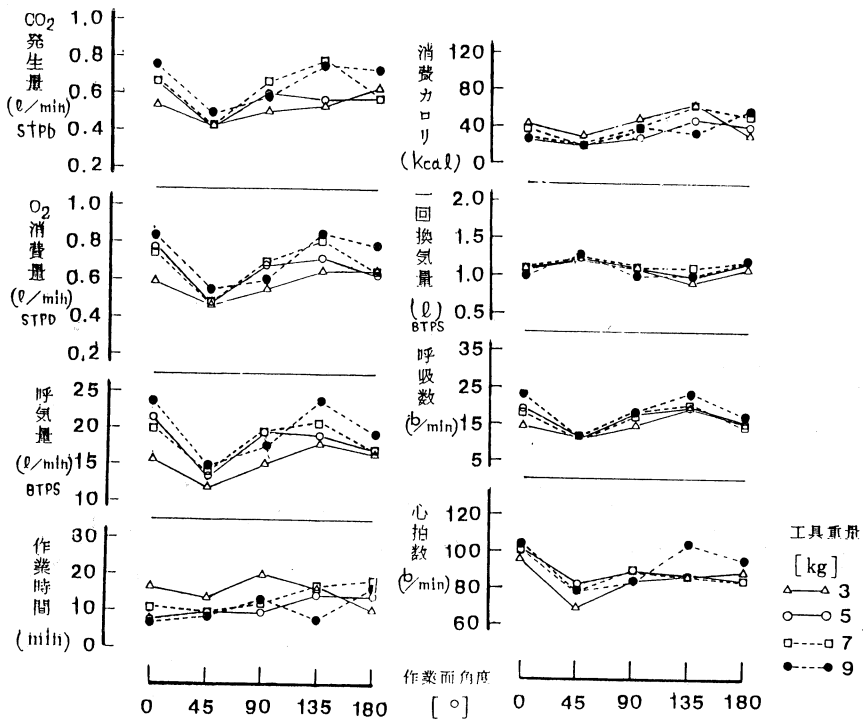 CO₂発生量
(ℓ/min)
STPD
1.0
0.8
0.6
0.4
0.2
O₂消費量
(ℓ/min)
STPD
1.0
0.8
0.6
0.4
0.2
呼気量
(ℓ/min)
BTPS
25
20
15
10
作業時間
(min)
30
20
10
0
0 45 90 135 180
消費カロリ
(kcal)
120
80
40
0
一回換気量
(ℓ)
BTPS
2.0
1.5
1.0
0.5
呼吸数
(b/min)
35
25
15
5
心拍数
(b/min)
120
100
80
60
0 45 90 135 180
作業面角度
[°]
工具重量
[kg]
3
5
7
9